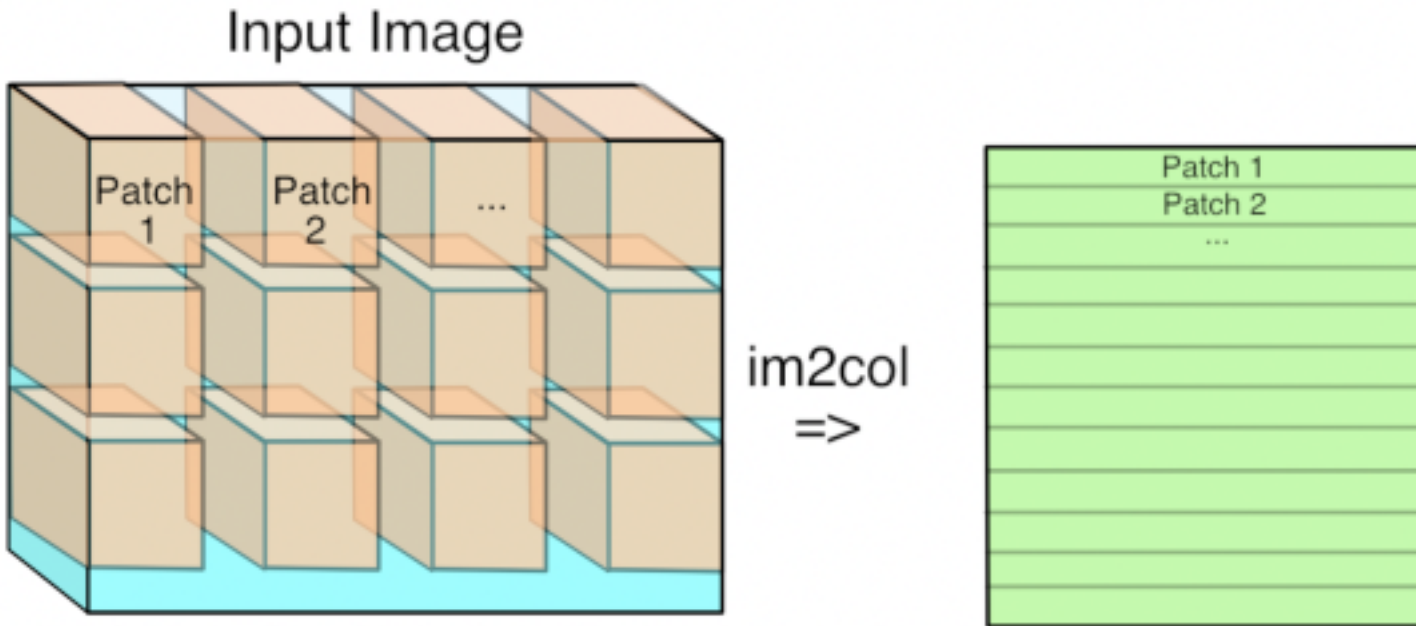 Input Image
Patch
1
Patch
2
...
im2col
=>
Patch 1
Patch 2
...